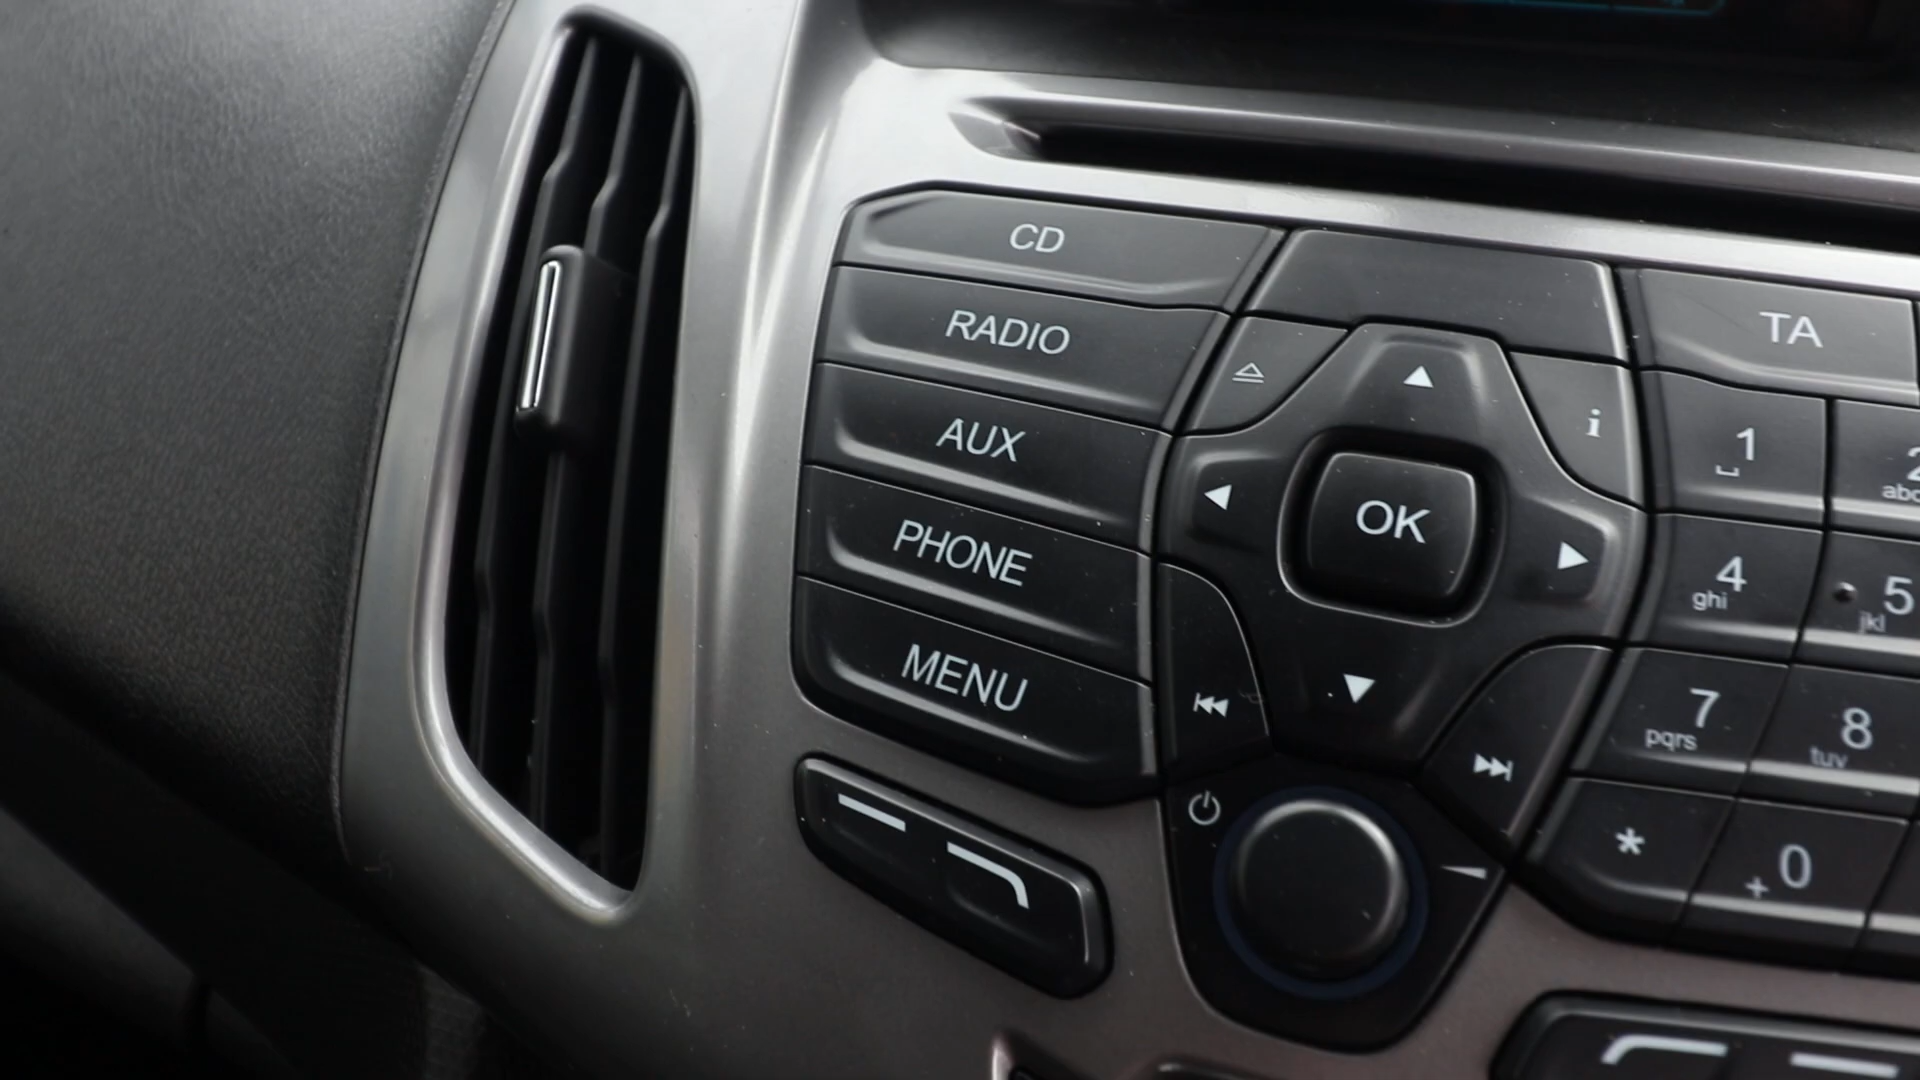 CD
RADIO
AUX
PHONE
MENU
OK
i
TA
1
2
abc
4
ghi
5
jkl
7
pqrs
8
tuv
*
0
+